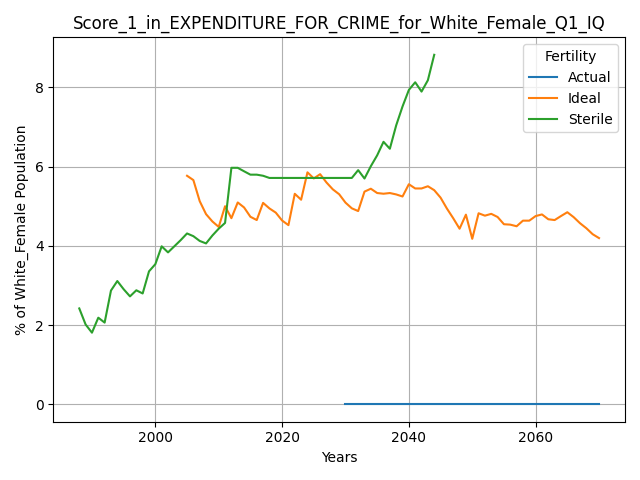 Score_1_in_EXPENDITURE_FOR_CRIME_for_White_Female_Q1_IQ
Fertility
Actual
Ideal
Sterile
% of White_Female Population
8
6
4
2
0
2000 2020 2040 2060
Years